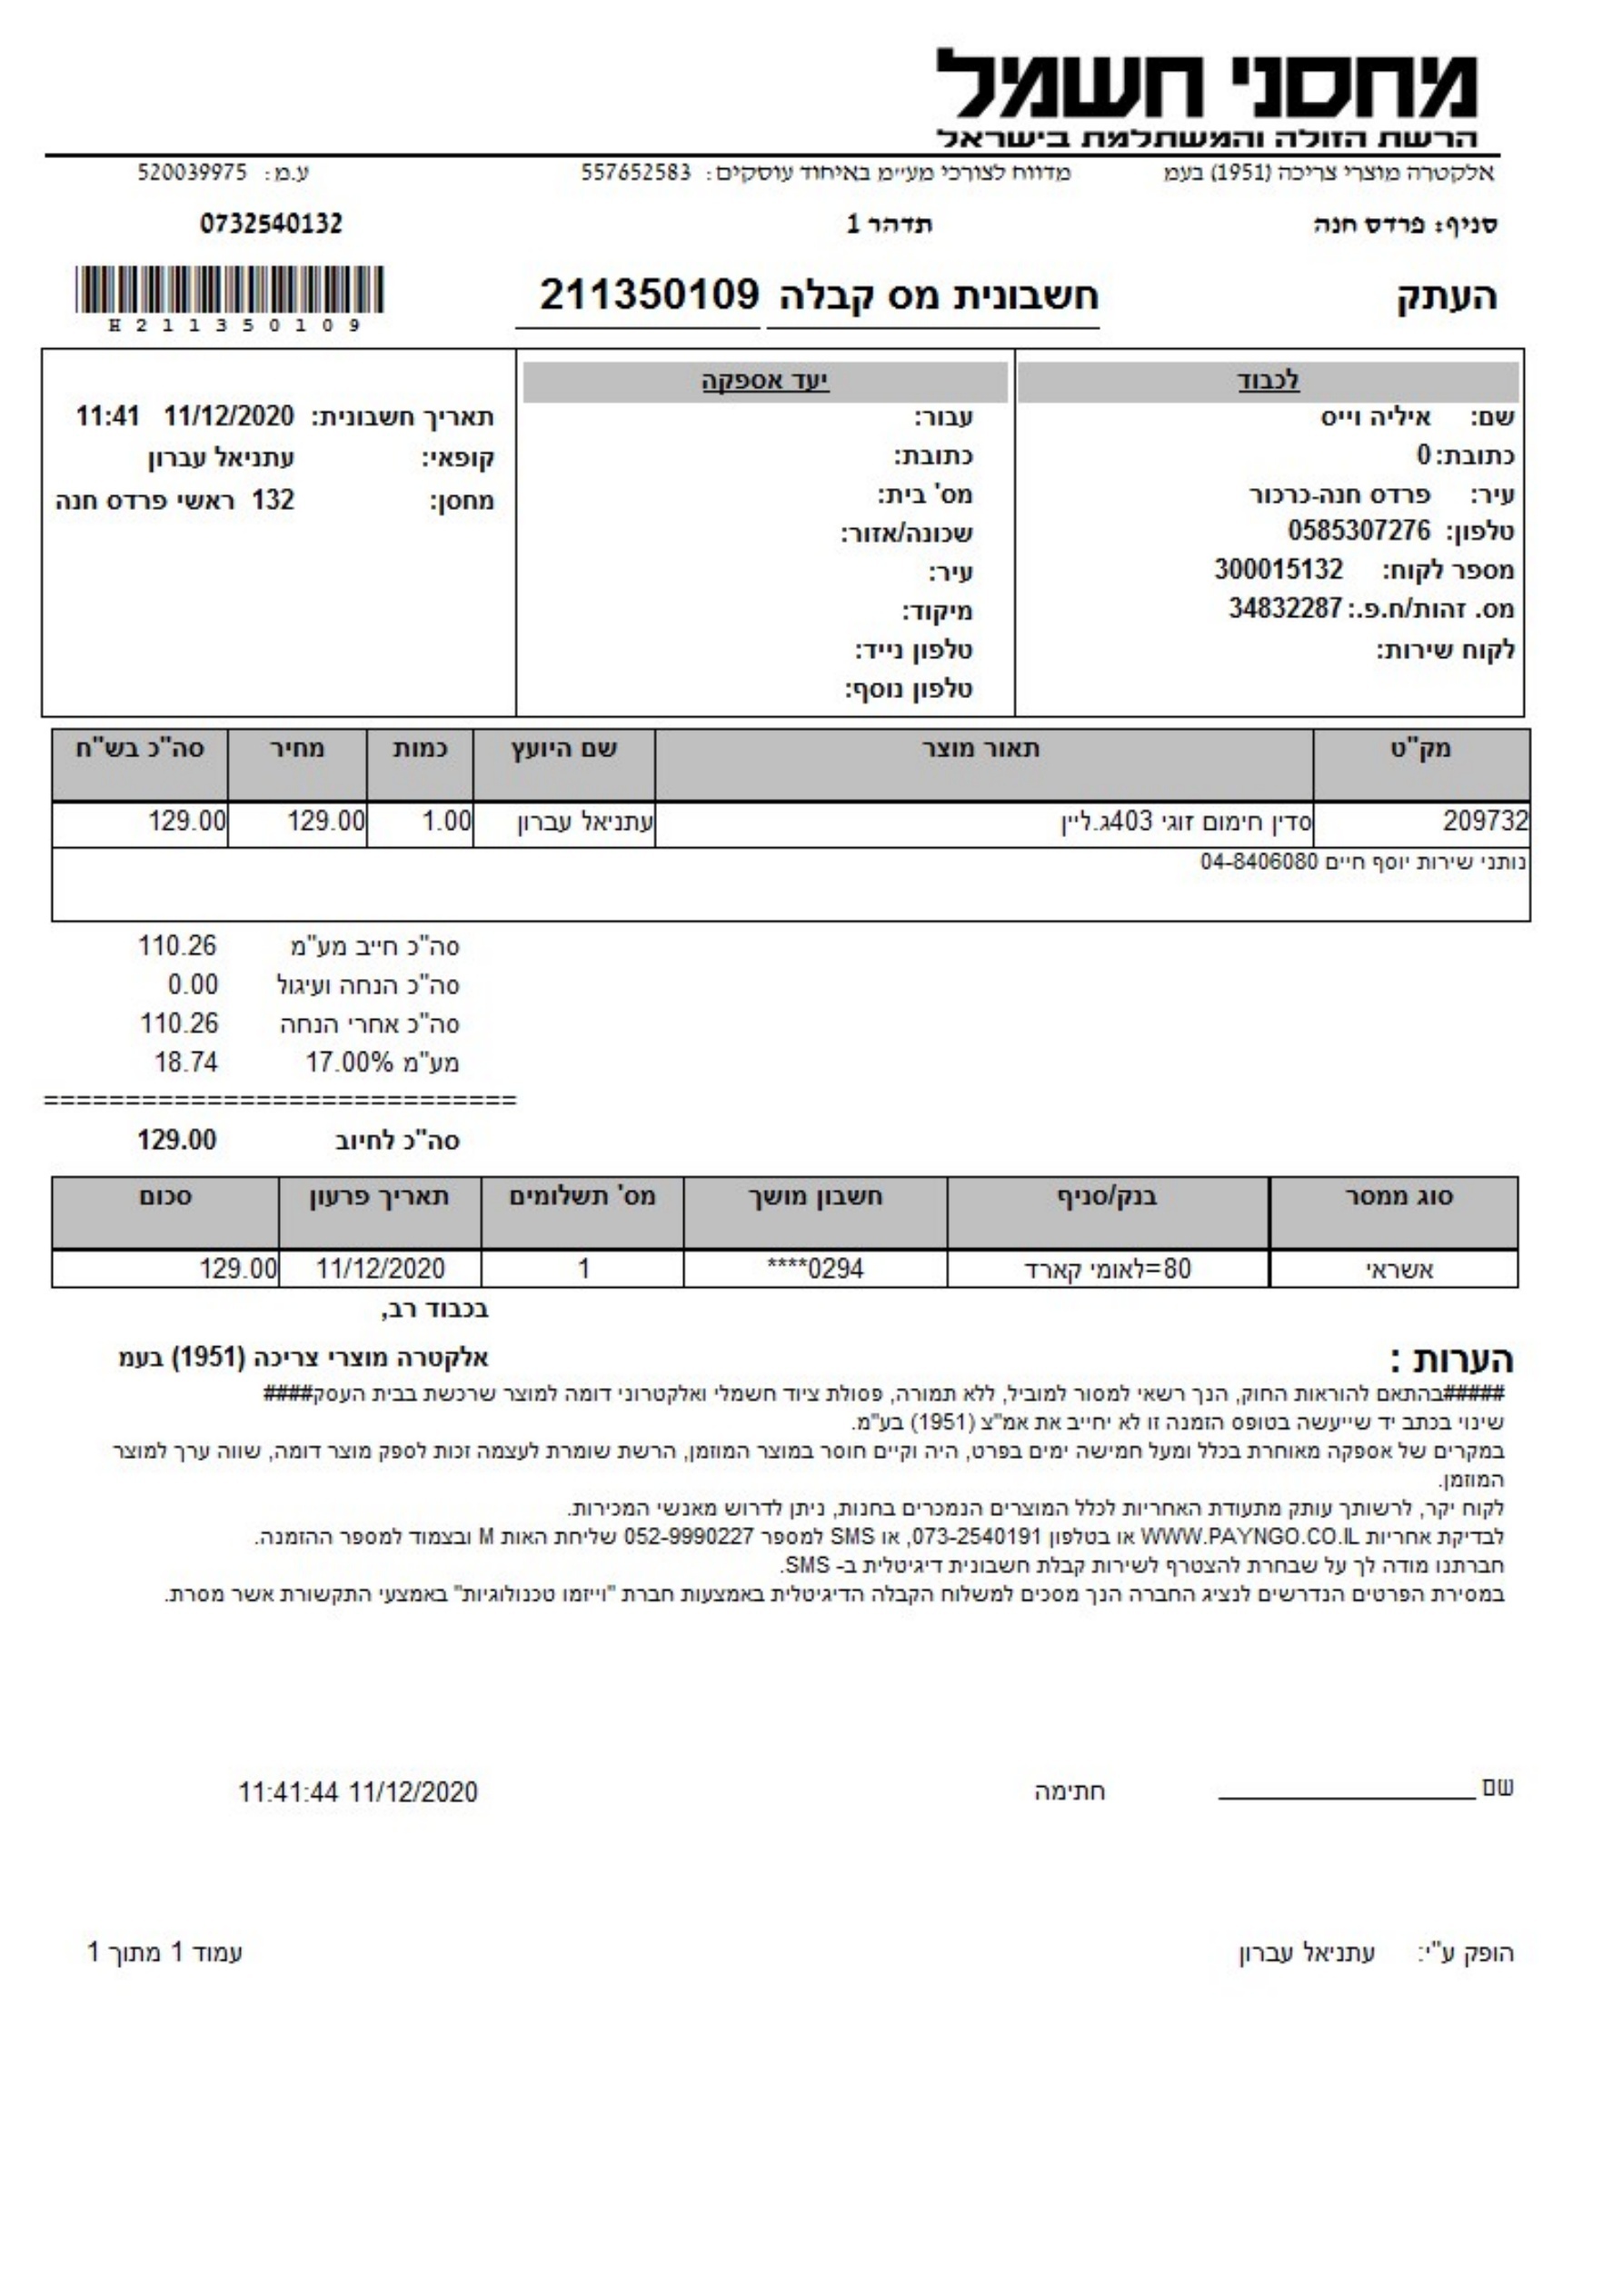 מחסני חשמל
הרשת הזולה והמשתלמת בישראל
אלקטרה מוצרי צריכה (1951) בעמ מדווח לצורכי מע״מ באיחוד עוסקים: 557652583 ע.מ: 520039975
סניף: פרדס חנה תדהר 1 0732540132
העתק חשבונית מס קבלה 211350109
H211350109
לכבוד
שם: איליה וייס
כתובת: 0
עיר: פרדס חנה-כרכור
טלפון: 0585307276
מספר לקוח: 300015132
מס. זהות/ח.פ.: 34832287
לקוח שירות:
יעד אספקה
עבור:
כתובת:
מס' בית:
שכונה/אזור:
עיר:
מיקוד:
טלפון נייד:
טלפון נוסף:
תאריך חשבונית: 11/12/2020 11:41
קופאי: עתניאל עברון
מחסן: 132 ראשי פרדס חנה
מק"ט תאור מוצר שם היועץ כמות מחיר סה"כ בש"ח
209732 סדין חימום זוגי 403ג.ליין עתניאל עברון 1.00 129.00 129.00
נותני שירות יוסף חיים 04-8406080
סה"כ חייב מע"מ 110.26
סה"כ הנחה ועיגול 0.00
סה"כ אחרי הנחה 110.26
מע"מ 17.00% 18.74
=============================
סה"כ לחיוב 129.00
סוג ממסר בנק/סניף חשבון מושך מס' תשלומים תאריך פרעון סכום
אשראי 80=לאומי קארד ****0294 1 11/12/2020 129.00
בכבוד רב,
הערות : אלקטרה מוצרי צריכה (1951) בעמ
#####בהתאם להוראות החוק, הנך רשאי למסור למוביל, ללא תמורה, פסולת ציוד חשמלי ואלקטרוני דומה למוצר שרכשת בבית העסק####
שינוי בכתב יד שייעשה בטופס הזמנה זו לא יחייב את אמ"צ (1951) בע"מ.
במקרים של אספקה מאוחרת בכלל ומעל חמישה ימים בפרט, היה וקיים חוסר במוצר המוזמן, הרשת שומרת לעצמה זכות לספק מוצר דומה, שווה ערך למוצר
המוזמן.
לקוח יקר, לרשותך עותק מתעודת האחריות לכלל המוצרים הנמכרים בחנות, ניתן לדרוש מאנשי המכירות.
לבדיקת אחריות WWW.PAYNGO.CO.IL או בטלפון 073-2540191, או SMS למספר 052-9990227 שליחת האות M ובצמוד למספר ההזמנה.
חברתנו מודה לך על שבחרת להצטרף לשירות קבלת חשבונית דיגיטלית ב- SMS.
במסירת הפרטים הנדרשים לנציג החברה הנך מסכים למשלוח הקבלה הדיגיטלית באמצעות חברת "וייזמו טכנולוגיות" באמצעי התקשורת אשר מסרת.
שם חתימה 11/12/2020 11:41:44
הופק ע"י: עתניאל עברון עמוד 1 מתוך 1